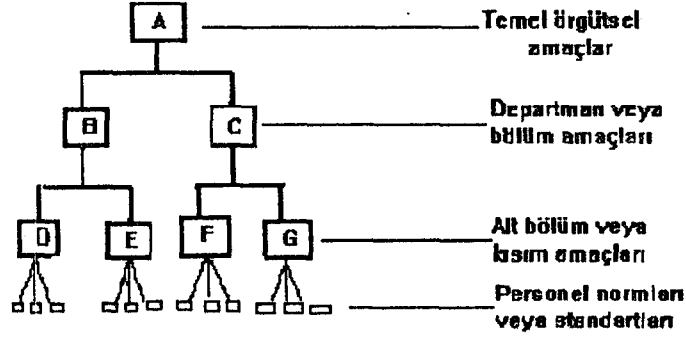 A
Temel örgütsel
amaçlar
B
C
Departman veya
bölüm amaçları
D
E
F
G
Alt bölüm veya
kısım amaçları
Personel normları
veya standartları